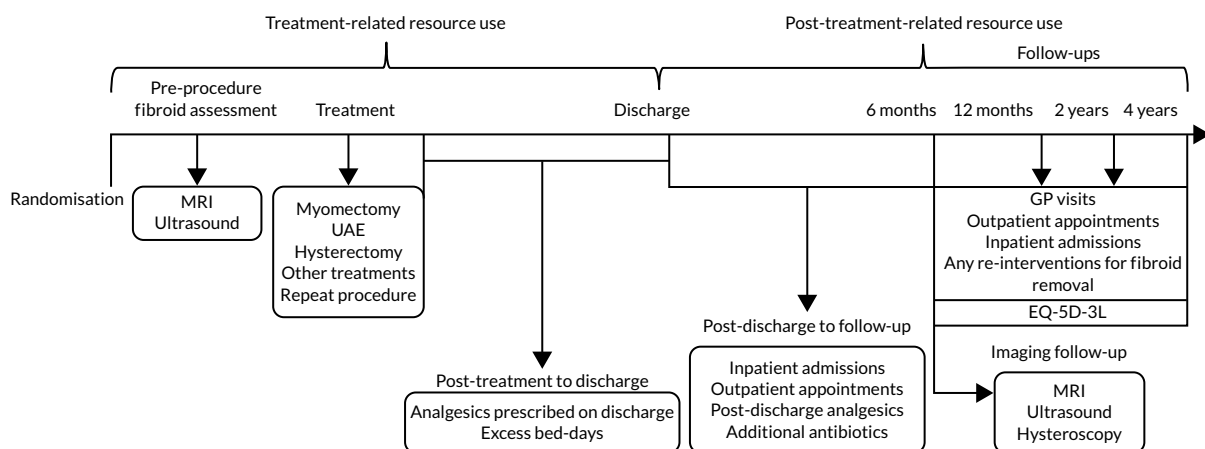 Treatment-related resource use
Post-treatment-related resource use
Follow-ups
Pre-procedure
fibroid assessment
Treatment
Discharge
6 months
12 months
2 years
4 years
Randomisation
MRI
Ultrasound
Myomectomy
UAE
Hysterectomy
Other treatments
Repeat procedure
GP visits
Outpatient appointments
Inpatient admissions
Any re-interventions for fibroid
removal
EQ-5D-3L
Post-treatment to discharge
Analgesics prescribed on discharge
Excess bed-days
Post-discharge to follow-up
Inpatient admissions
Outpatient appointments
Post-discharge analgesics
Additional antibiotics
Imaging follow-up
MRI
Ultrasound
Hysteroscopy